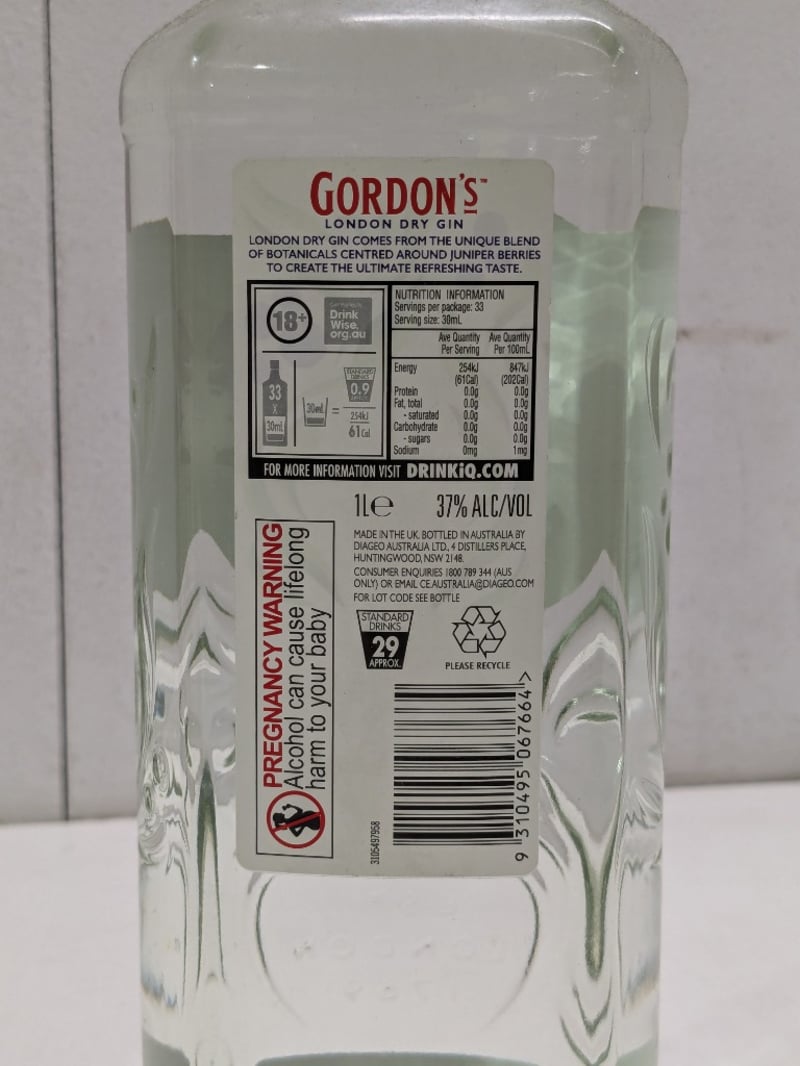 GORDON'S™
LONDON DRY GIN
LONDON DRY GIN COMES FROM THE UNIQUE BLEND
OF BOTANICALS CENTRED AROUND JUNIPER BERRIES
TO CREATE THE ULTIMATE REFRESHING TASTE.
18+
Drink
Wise.
org.au
33
X
30mL
30mL
=
STANDARD
DRINKS
0.9
254kJ
61Cal
NUTRITION INFORMATION
Servings per package: 33
Serving size: 30mL
Ave Quantity Ave Quantity
Per Serving Per 100mL
Energy 254kJ 847kJ
(61Cal) (202Cal)
Protein 0.0g 0.0g
Fat, total 0.0g 0.0g
- saturated 0.0g 0.0g
Carbohydrate 0.0g 0.0g
- sugars 0.0g 0.0g
Sodium 0mg 1mg
FOR MORE INFORMATION VISIT DRINKiQ.COM
1L℮ 37% ALC/VOL
MADE IN THE UK. BOTTLED IN AUSTRALIA BY
DIAGEO AUSTRALIA LTD, 4 DISTILLERS PLACE,
HUNTINGWOOD, NSW 2148.
CONSUMER ENQUIRIES 1800 789 344 (AUS
ONLY) OR EMAIL CE.AUSTRALIA@DIAGEO.COM
FOR LOT CODE SEE BOTTLE
STANDARD
DRINKS
29
APPROX.
PLEASE RECYCLE
PREGNANCY WARNING
Alcohol can cause lifelong
harm to your baby
3105497958
9 310495 067664 >